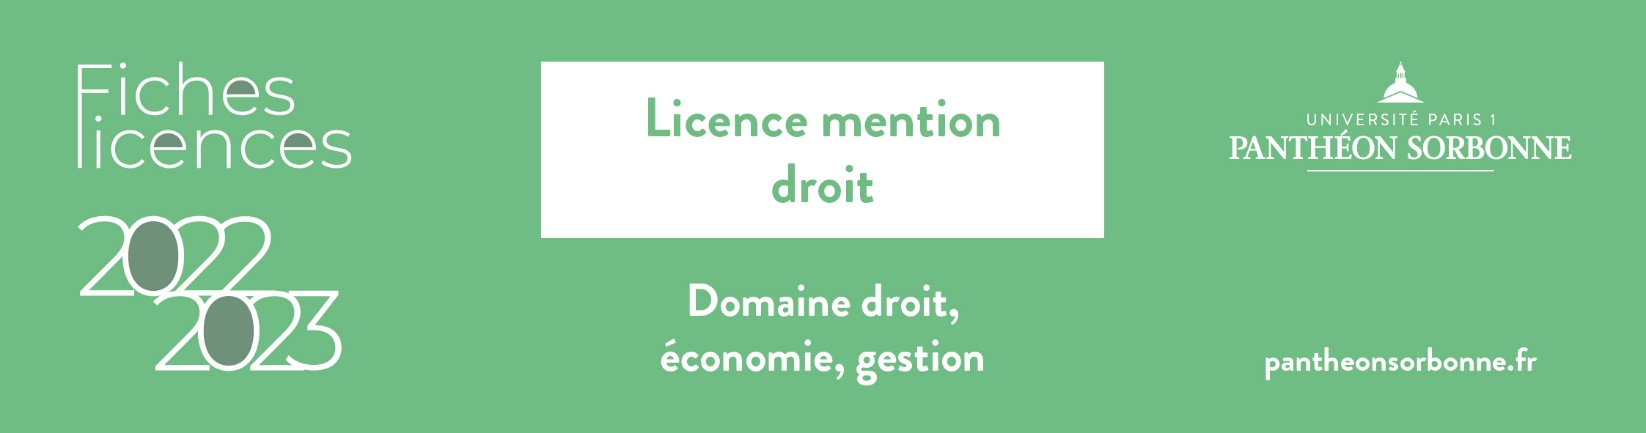 Fiches
licences
2022
2023
Licence mention
droit
Domaine droit,
économie, gestion
UNIVERSITÉ PARIS 1
PANTHÉON SORBONNE
pantheonsorbonne.fr